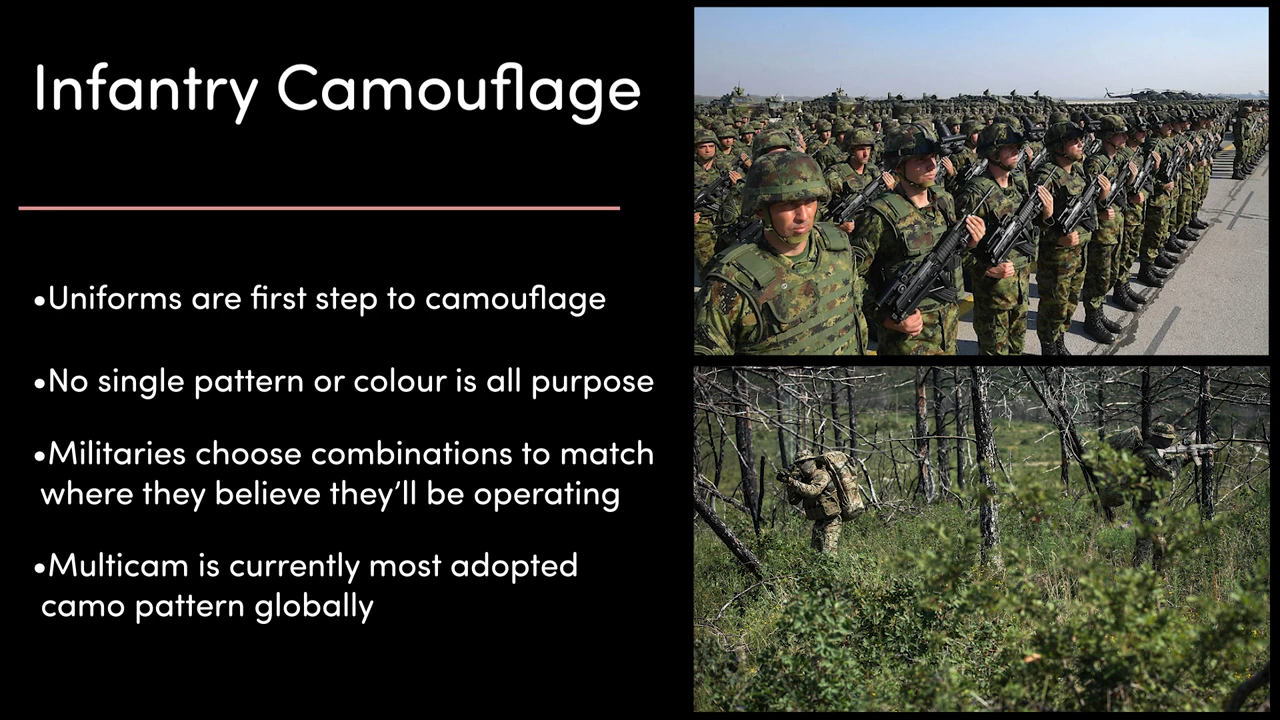 Infantry Camouflage
•Uniforms are first step to camouflage
•No single pattern or colour is all purpose
•Militaries choose combinations to match
where they believe they’ll be operating
•Multicam is currently most adopted
camo pattern globally